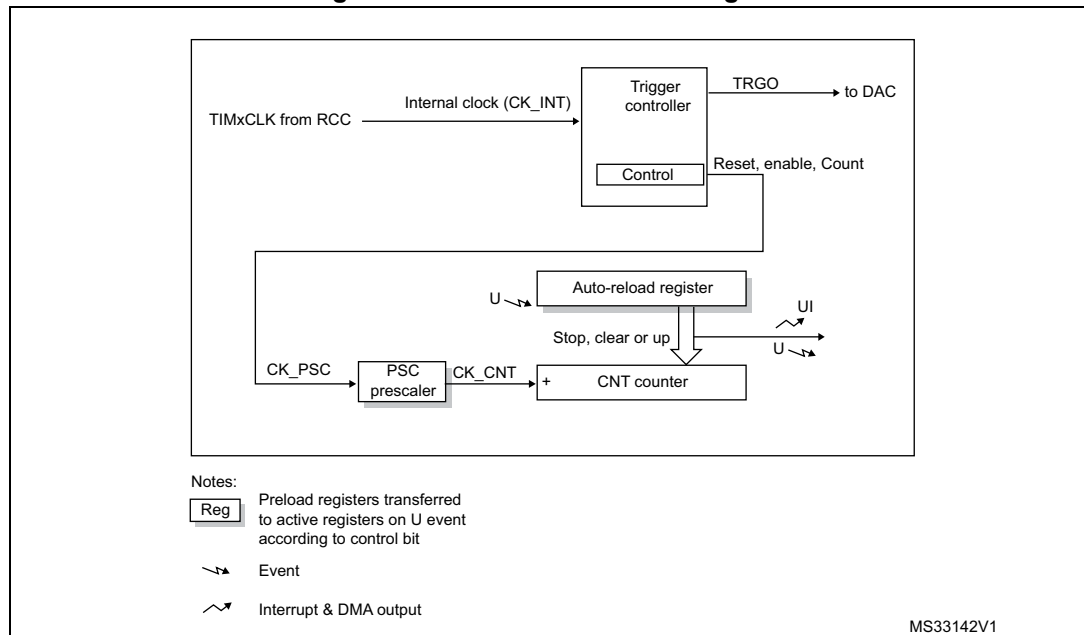 Trigger
controller
TRGO
to DAC
Internal clock (CK_INT)
TIMxCLK from RCC
Control
Reset, enable, Count
Auto-reload register
U
UI
Stop, clear or up
U
CK_PSC
PSC
prescaler
CK_CNT
+
CNT counter
Notes:
Reg
Preload registers transferred
to active registers on U event
according to control bit
Event
Interrupt & DMA output
MS33142V1